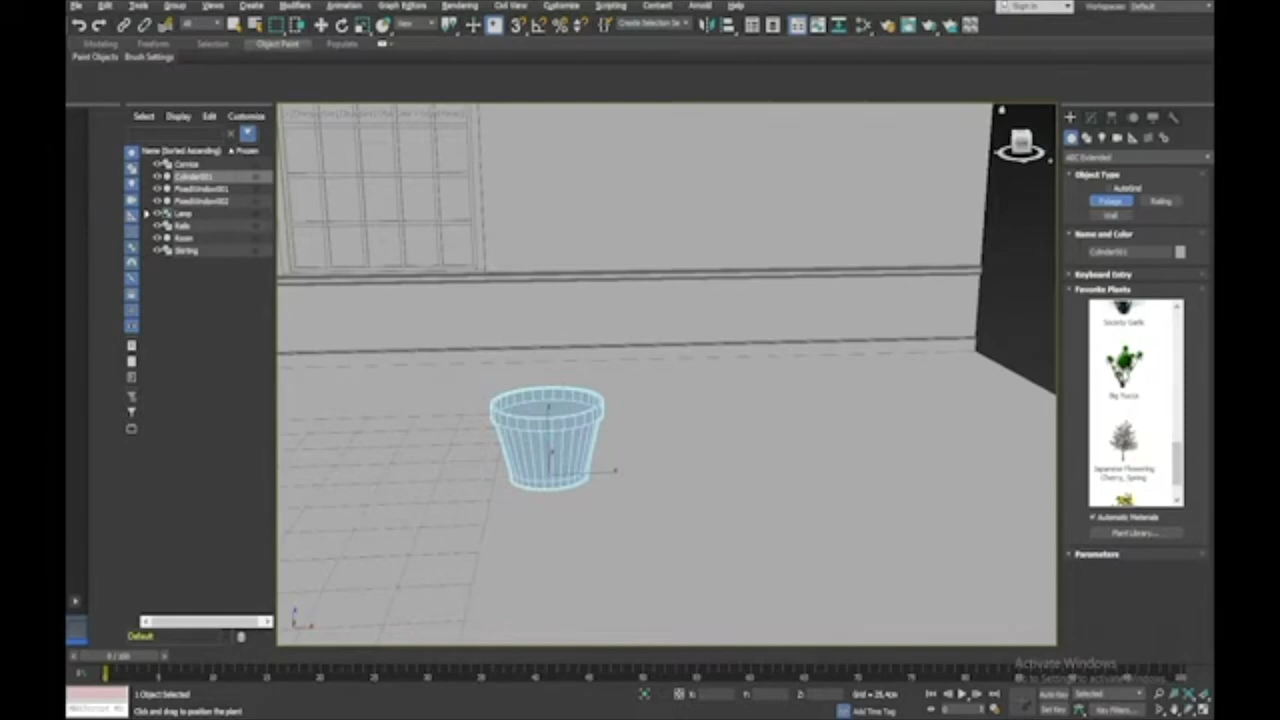 File Edit Tools Group Views Create Modifiers Animation Graph Editors Rendering Civil View Customize Scripting Content Arnold Help
Sign In Workspaces: Default
All View Create Selection Se
Modeling Freeform Selection Object Paint Populate
Paint Objects Brush Settings
Select Display Edit Customize
Name (Sorted Ascending) ▲ Frozen
Cornice
Cylinder001
FixedWindow001
FixedWindow002
Lamp
Rails
Room
Skirting
AEC Extended
Object Type
AutoGrid
Foliage Railing
Wall
Name and Color
Cylinder001
Keyboard Entry
Favorite Plants
Society Garlic
Big Yucca
Japanese Flowering
Cherry, Spring
Automatic Materials
Plant Library...
Parameters
Default
0 / 100
Activate Windows
Go to Settings to activate Windows.
1 Object Selected
Click and drag to position the plant
X: Y: Z: Grid = 25.4cm
Add Time Tag
Auto Key Selected
Set Key Key Filters...